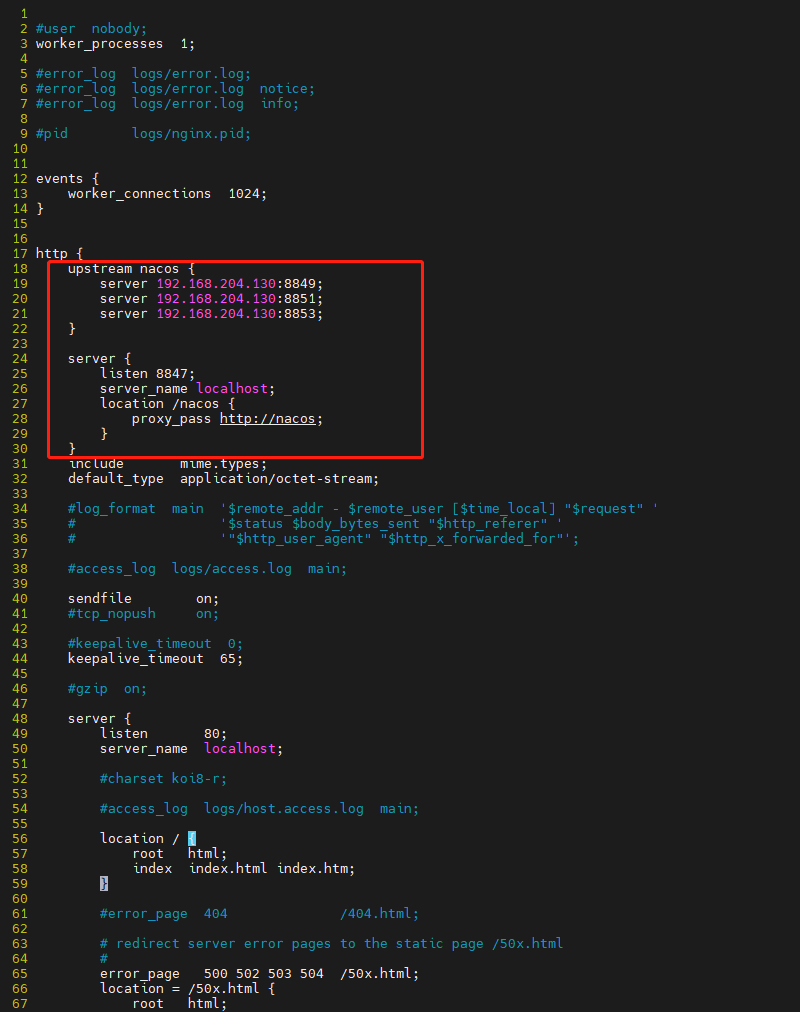 1
2 #user  nobody;
3 worker_processes  1;
4
5 #error_log  logs/error.log;
6 #error_log  logs/error.log  notice;
7 #error_log  logs/error.log  info;
8
9 #pid        logs/nginx.pid;
10
11
12 events {
13     worker_connections  1024;
14 }
15
16
17 http {
18     upstream nacos {
19         server 192.168.204.130:8849;
20         server 192.168.204.130:8851;
21         server 192.168.204.130:8853;
22     }
23
24     server {
25         listen 8847;
26         server_name localhost;
27         location /nacos {
28             proxy_pass http://nacos;
29         }
30     }
31     include       mime.types;
32     default_type  application/octet-stream;
33
34     #log_format  main  '$remote_addr - $remote_user [$time_local] "$request" '
35     #                  '$status $body_bytes_sent "$http_referer" '
36     #                  '"$http_user_agent" "$http_x_forwarded_for"';
37
38     #access_log  logs/access.log  main;
39
40     sendfile        on;
41     #tcp_nopush     on;
42
43     #keepalive_timeout  0;
44     keepalive_timeout  65;
45
46     #gzip  on;
47
48     server {
49         listen       80;
50         server_name  localhost;
51
52         #charset koi8-r;
53
54         #access_log  logs/host.access.log  main;
55
56         location / {
57             root   html;
58             index  index.html index.htm;
59         }
60
61         #error_page  404              /404.html;
62
63         # redirect server error pages to the static page /50x.html
64         #
65         error_page   500 502 503 504  /50x.html;
66         location = /50x.html {
67             root   html;